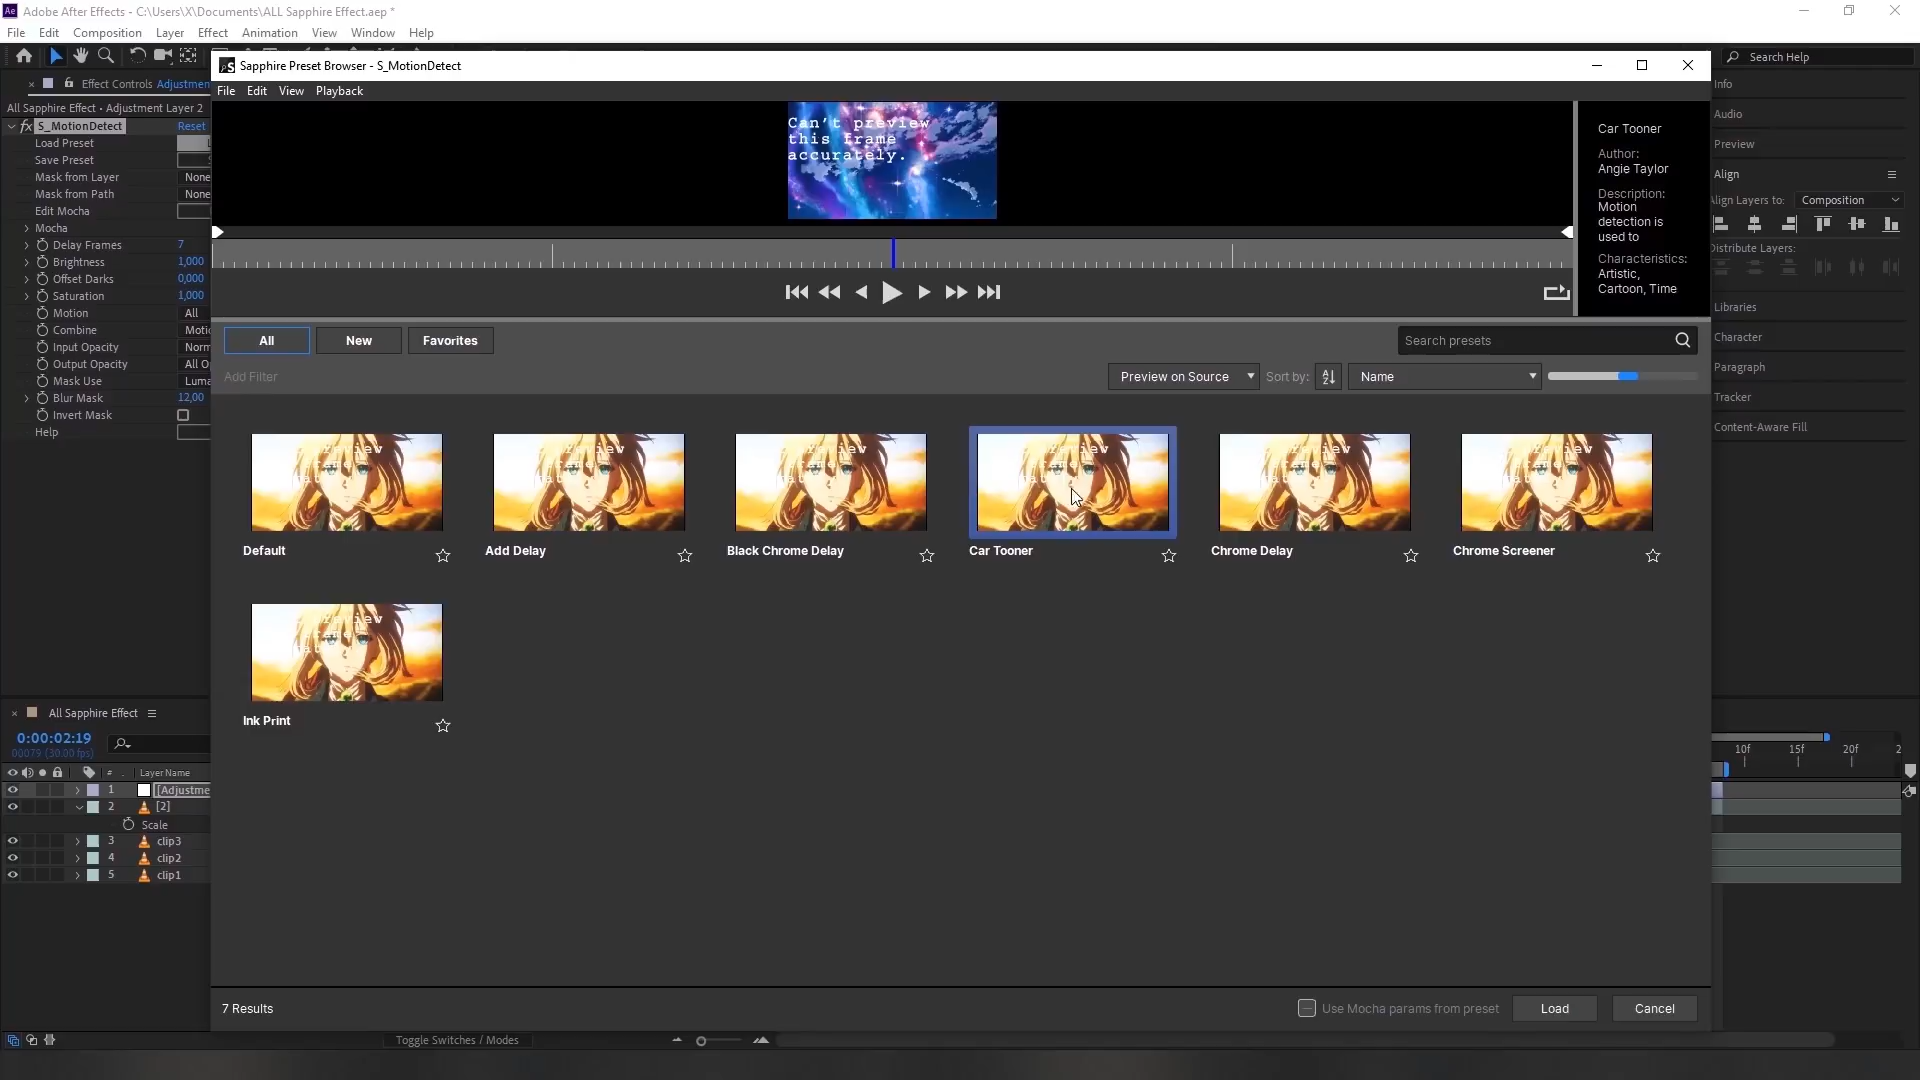 Ae Adobe After Effects - C:\Users\X\Documents\ALL Sapphire Effect.aep *
File Edit Composition Layer Effect Animation View Window Help
Search Help
Effect Controls Adjustmen
All Sapphire Effect • Adjustment Layer 2
fx S_MotionDetect Reset
Load Preset
Save Preset
Mask from Layer None
Mask from Path None
Edit Mocha
Mocha
Delay Frames 7
Brightness 1,000
Offset Darks 0,000
Saturation 1,000
Motion All
Combine Motic
Input Opacity Norn
Output Opacity All O
Mask Use Luma
Blur Mask 12,00
Invert Mask
Help
Sapphire Preset Browser - S_MotionDetect
File Edit View Playback
Can't preview
this frame
accurately.
Car Tooner
Author:
Angie Taylor
Description:
Motion
detection is
used to
Characteristics:
Artistic,
Cartoon, Time
All New Favorites
Search presets
Add Filter
Preview on Source Sort by: Name
Default
Add Delay
Black Chrome Delay
Car Tooner
Chrome Delay
Chrome Screener
Ink Print
7 Results
Use Mocha params from preset Load Cancel
Info
Audio
Preview
Align
Align Layers to: Composition
Distribute Layers:
Libraries
Character
Paragraph
Tracker
Content-Aware Fill
All Sapphire Effect
0:00:02:19
00079 (30.00 fps)
# Layer Name
1 [Adjustme
2 [2]
Scale
3 clip3
4 clip2
5 clip1
Toggle Switches / Modes
10f 15f 20f 2